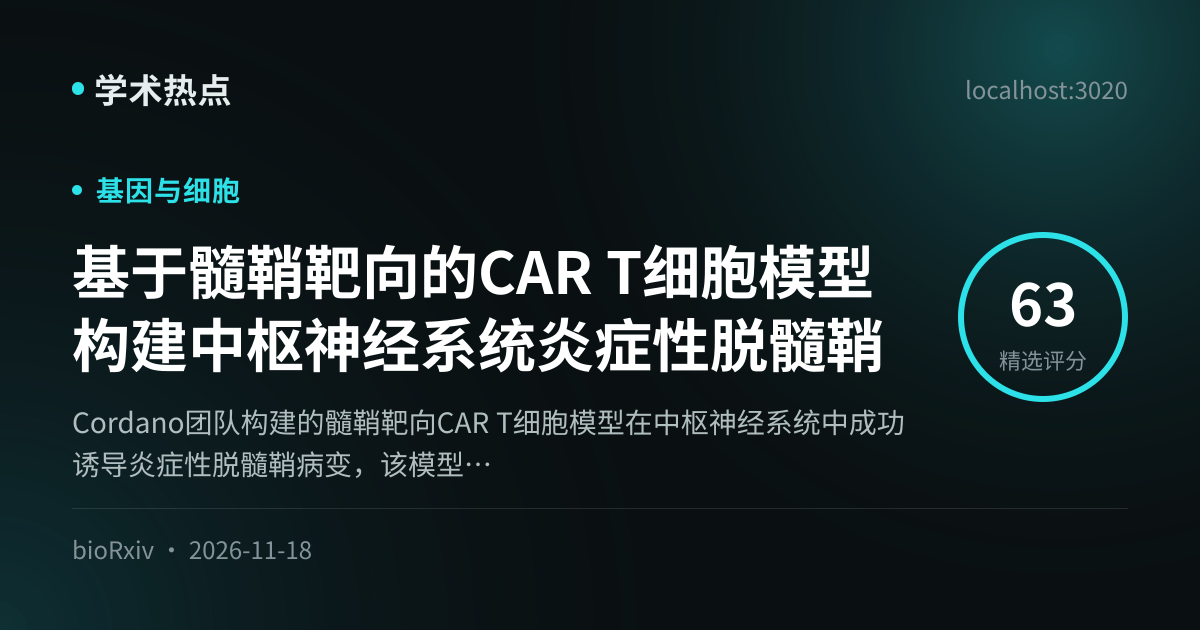 学术热点
localhost:3020
基因与细胞
基于髓鞘靶向的CAR T细胞模型
构建中枢神经系统炎症性脱髓鞘
63
精选评分
Cordano团队构建的髓鞘靶向CAR T细胞模型在中枢神经系统中成功
诱导炎症性脱髓鞘病变，该模型…
bioRxiv · 2026-11-18